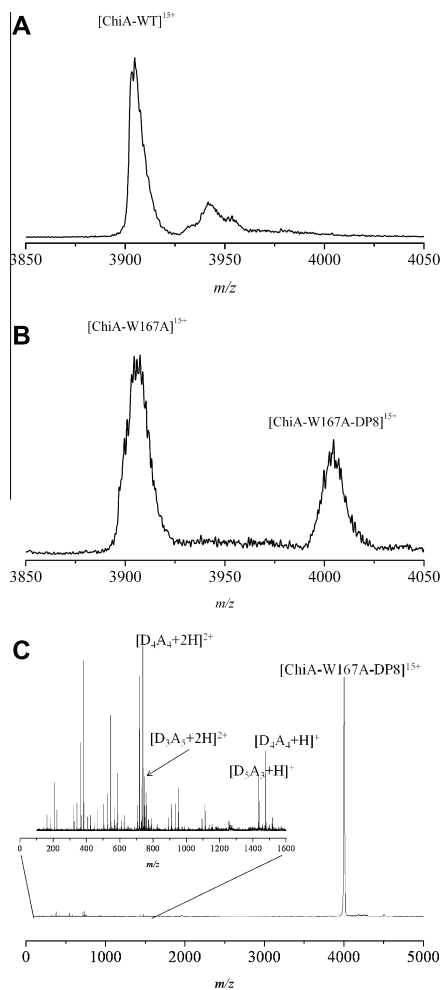 A
[ChiA-WT]15+
3850 3900 3950 4000 4050
m/z
B
[ChiA-W167A]15+
[ChiA-W167A-DP8]15+
3850 3900 3950 4000 4050
m/z
C
[D4A4+2H]2+
[ChiA-W167A-DP8]15+
[D3A5+2H]2+
[D4A4+H]+
[D5A3+H]+
0 200 400 600 800 1000 1200 1400 1600
m/z
0 1000 2000 3000 4000 5000
m/z